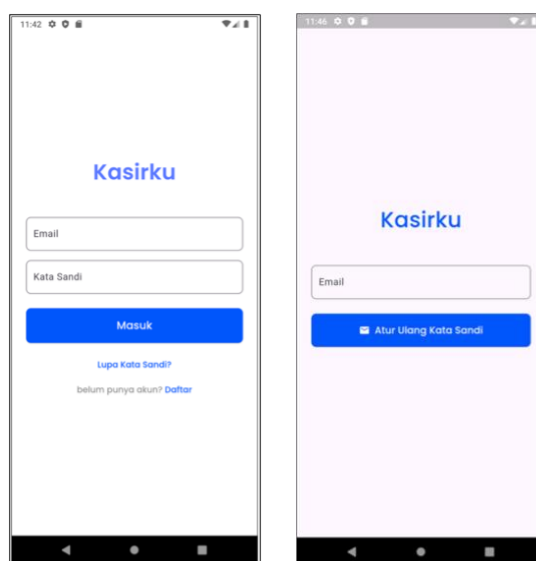 11:42
Kasirku
Email
Kata Sandi
Masuk
Lupa Kata Sandi?
belum punya akun? Daftar
11:46
Kasirku
Email
Atur Ulang Kata Sandi